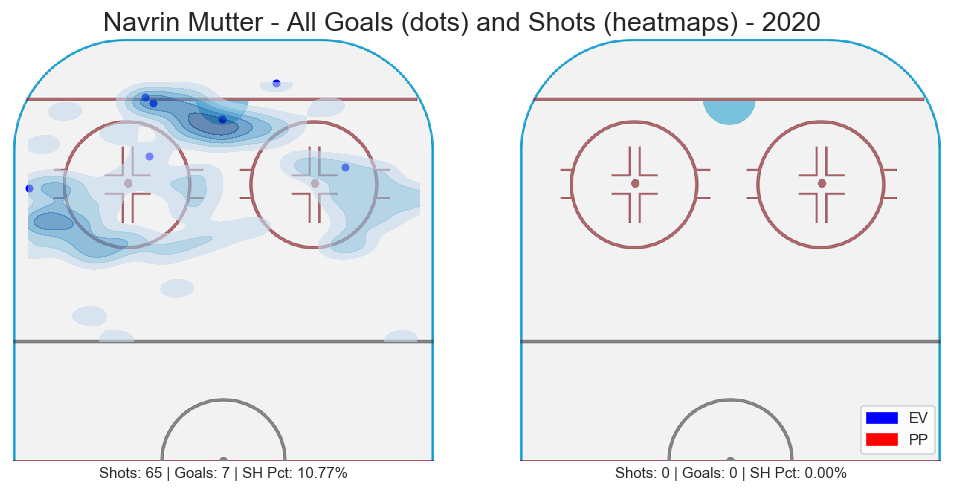 Navrin Mutter - All Goals (dots) and Shots (heatmaps) - 2020
EV
PP
Shots: 65 | Goals: 7 | SH Pct: 10.77%
Shots: 0 | Goals: 0 | SH Pct: 0.00%